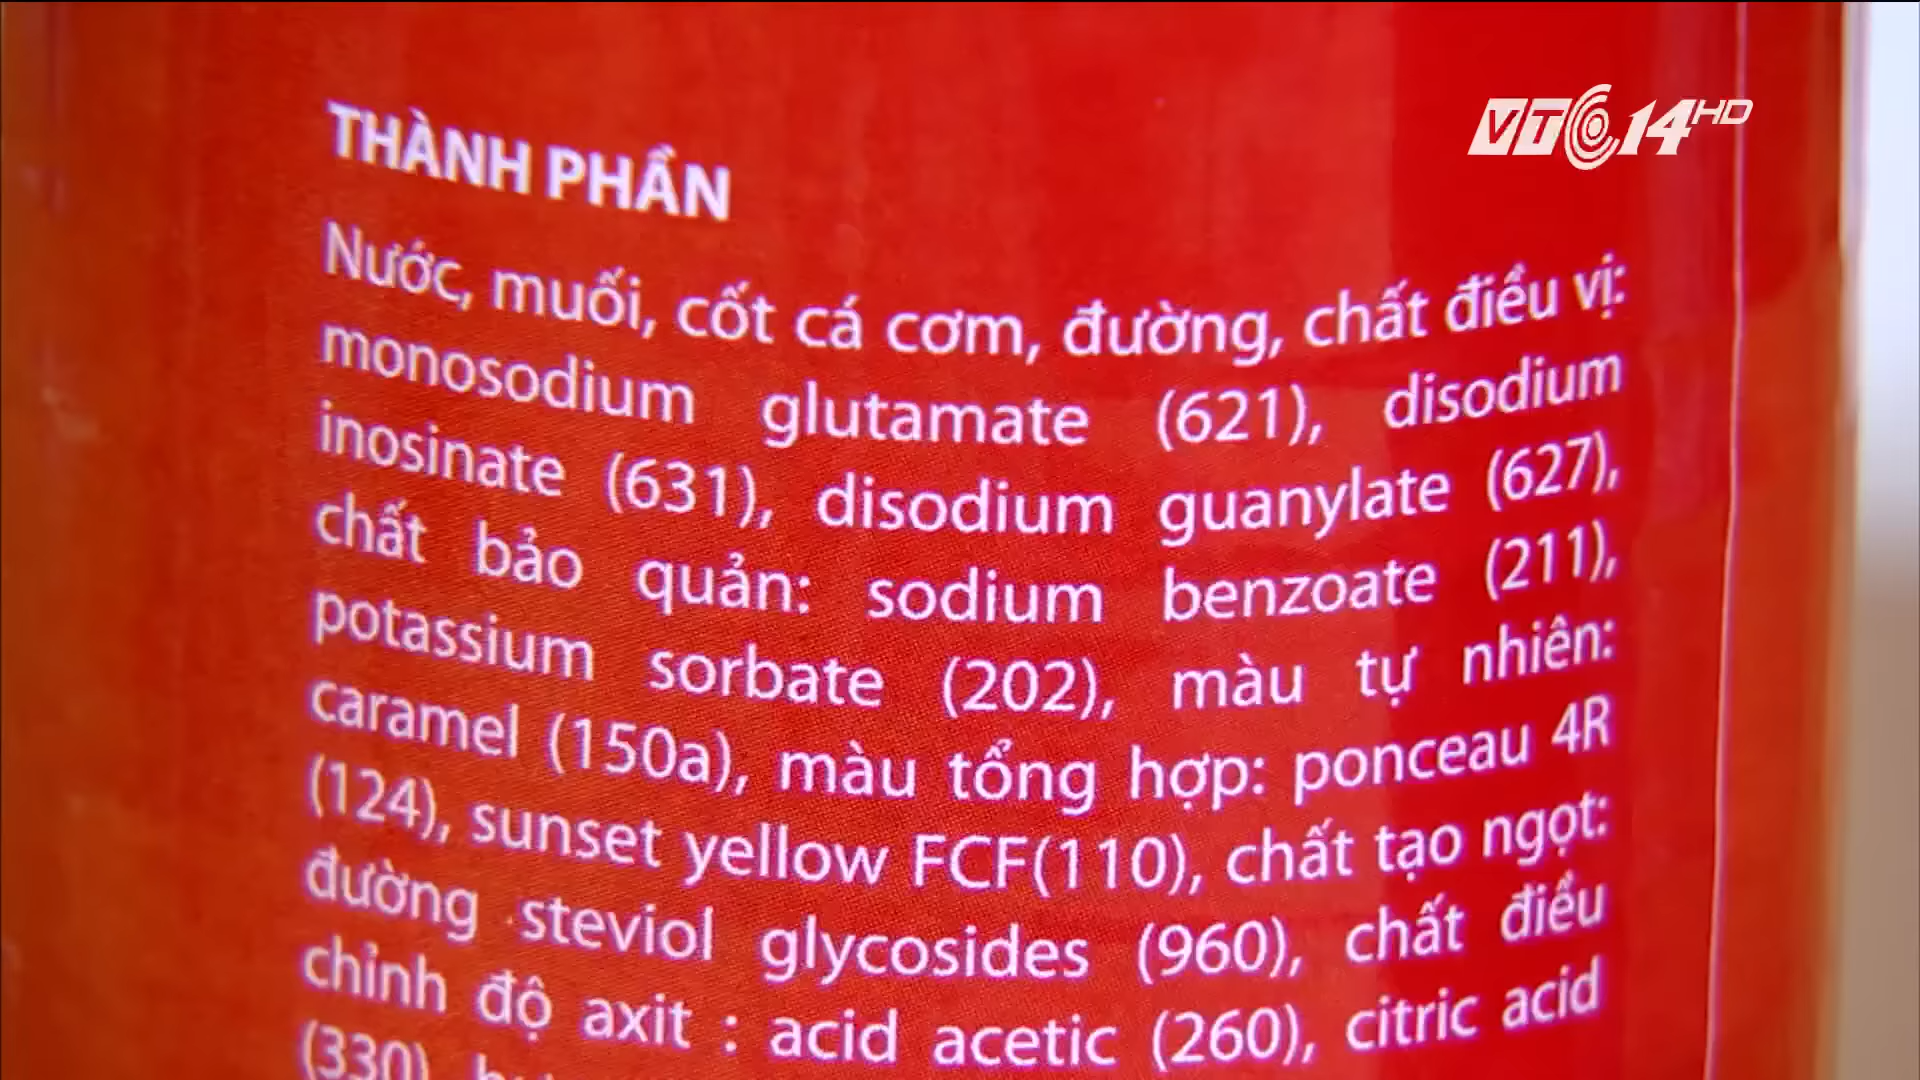 VTC14 HD
THÀNH PHẦN
Nước, muối, cốt cá cơm, đường, chất điều vị:
monosodium glutamate (621), disodium
inosinate (631), disodium guanylate (627),
chất bảo quản: sodium benzoate (211),
potassium sorbate (202), màu tự nhiên:
caramel (150a), màu tổng hợp: ponceau 4R
(124), sunset yellow FCF(110), chất tạo ngọt:
đường steviol glycosides (960), chất điều
chỉnh độ axit : acid acetic (260), citric acid
(330),